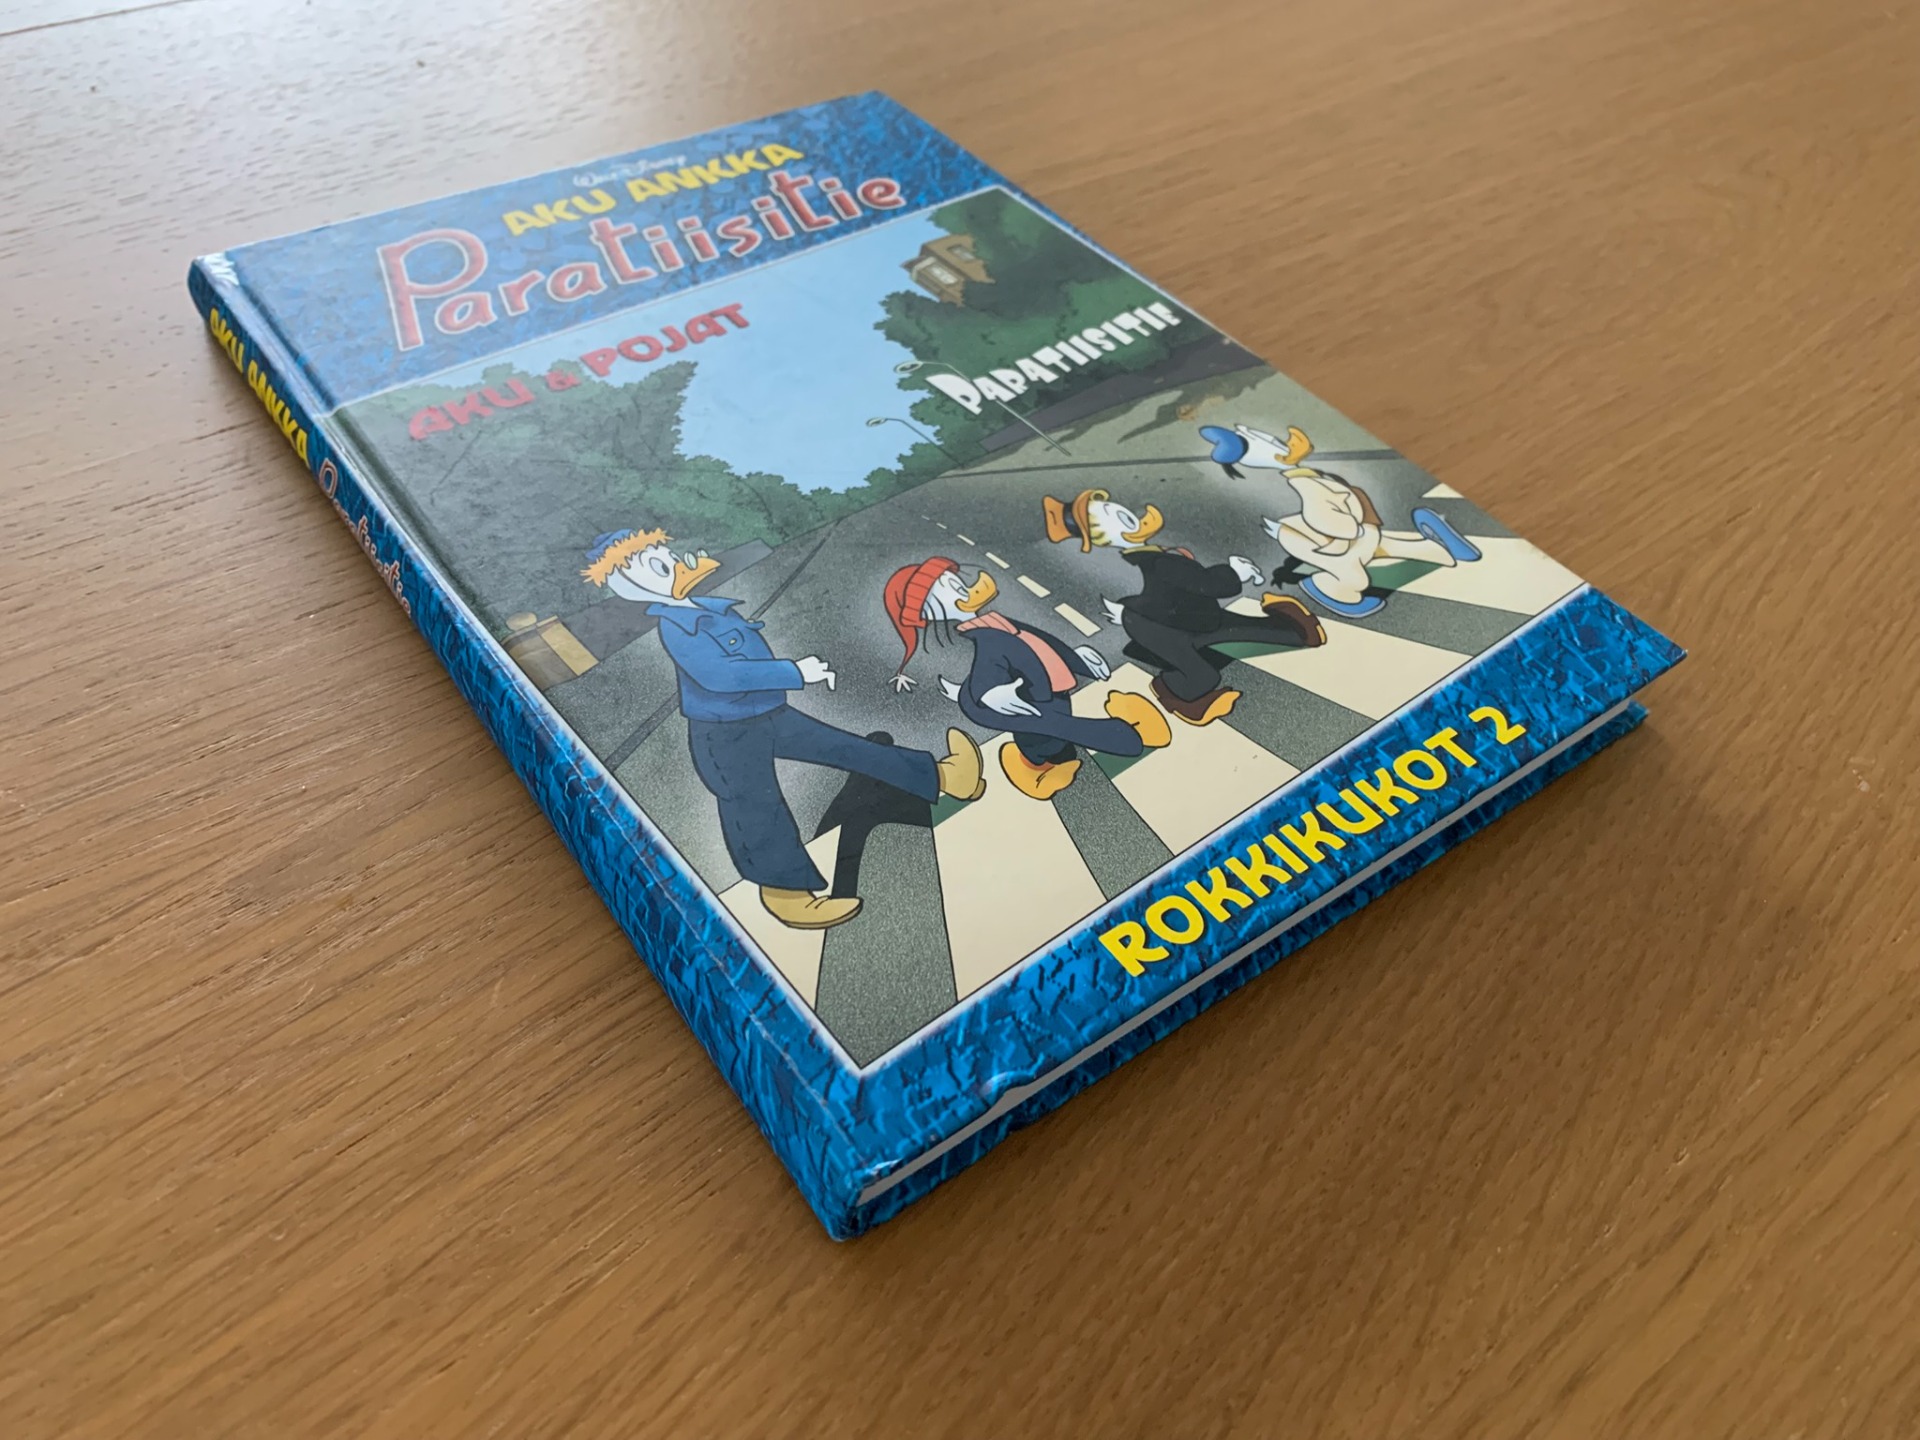 Walt Disney
AKU ANKKA
Paratiisitie
AKU & POJAT
PARATIISITIE
ROKKIKUKOT 2
AKU ANKKA Paratiisitie